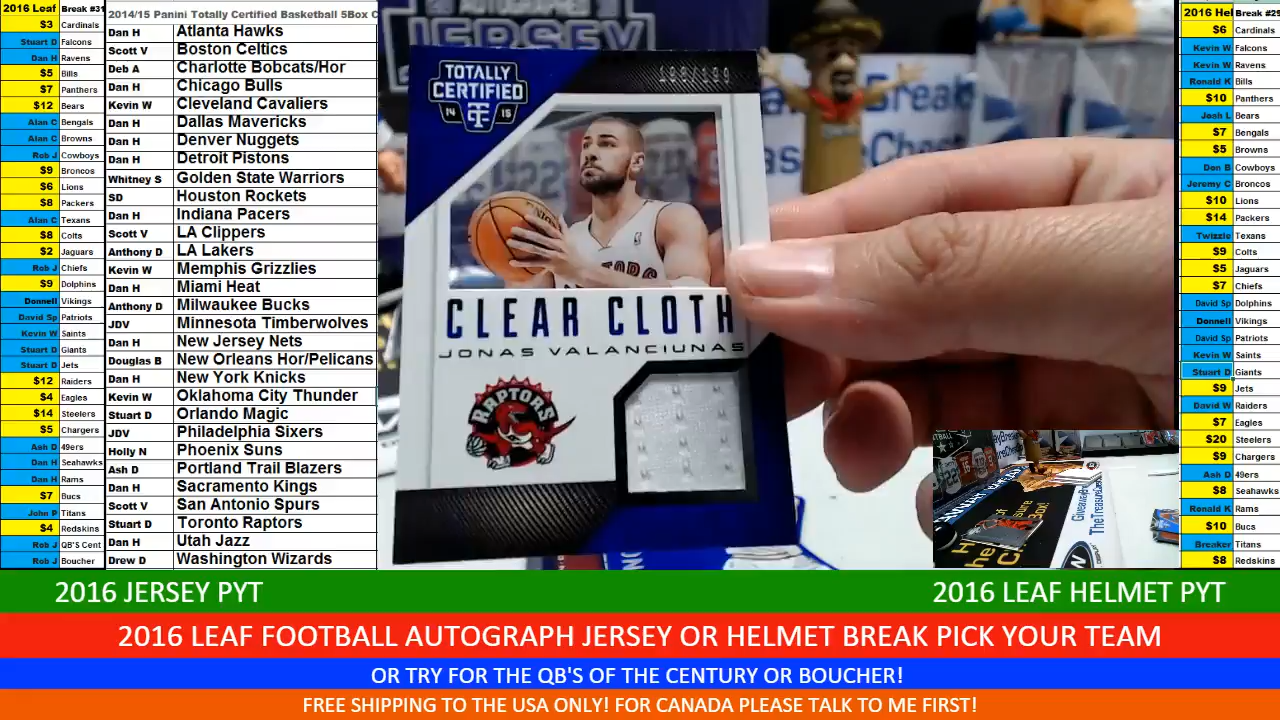 2016 Leaf Break #31
$3 Cardinals
Stuart D Falcons
Dan H Ravens
$5 Bills
$7 Panthers
$12 Bears
Alan C Bengals
Alan C Browns
Rob J Cowboys
$9 Broncos
$6 Lions
$8 Packers
Alan C Texans
$8 Colts
$2 Jaguars
Rob J Chiefs
$9 Dolphins
Donnell Vikings
David Sp Patriots
Kevin W Saints
Stuart D Giants
Stuart D Jets
$12 Raiders
$4 Eagles
$14 Steelers
$5 Chargers
Ash D 49ers
Dan H Seahawks
Dan H Rams
$7 Bucs
John P Titans
$4 Redskins
Rob J QB'S Cent
Rob J Boucher
2014/15 Panini Totally Certified Basketball 5Box C
Dan H Atlanta Hawks
Scott V Boston Celtics
Deb A Charlotte Bobcats/Hor
Dan H Chicago Bulls
Kevin W Cleveland Cavaliers
Dan H Dallas Mavericks
Dan H Denver Nuggets
Dan H Detroit Pistons
Whitney S Golden State Warriors
SD Houston Rockets
Dan H Indiana Pacers
Scott V LA Clippers
Anthony D LA Lakers
Kevin W Memphis Grizzlies
Dan H Miami Heat
Anthony D Milwaukee Bucks
JDV Minnesota Timberwolves
Dan H New Jersey Nets
Douglas B New Orleans Hor/Pelicans
Dan H New York Knicks
Kevin W Oklahoma City Thunder
Stuart D Orlando Magic
JDV Philadelphia Sixers
Holly N Phoenix Suns
Ash D Portland Trail Blazers
Dan H Sacramento Kings
Scott V San Antonio Spurs
Stuart D Toronto Raptors
Dan H Utah Jazz
Drew D Washington Wizards
JERSEY
TOTALLY
CERTIFIED
14 TC 15
CLEAR CLOTH
JONAS VALANCIUNAS
RAPTORS
Break
2016 Hel Break #29
$6 Cardinals
Kevin W Falcons
Kevin W Ravens
Ronald K Bills
$10 Panthers
Josh L Bears
$7 Bengals
$5 Browns
Don B Cowboys
Jeremy C Broncos
$10 Lions
$14 Packers
Twizzle Texans
$9 Colts
$5 Jaguars
$7 Chiefs
David Sp Dolphins
Donnell Vikings
David Sp Patriots
Kevin W Saints
Stuart D Giants
$9 Jets
David W Raiders
$7 Eagles
$20 Steelers
$9 Chargers
Ash D 49ers
$8 Seahawks
Ronald K Rams
$10 Bucs
Breaker Titans
$8 Redskins
2016 JERSEY PYT
2016 LEAF HELMET PYT
2016 LEAF FOOTBALL AUTOGRAPH JERSEY OR HELMET BREAK PICK YOUR TEAM
OR TRY FOR THE QB'S OF THE CENTURY OR BOUCHER!
FREE SHIPPING TO THE USA ONLY! FOR CANADA PLEASE TALK TO ME FIRST!